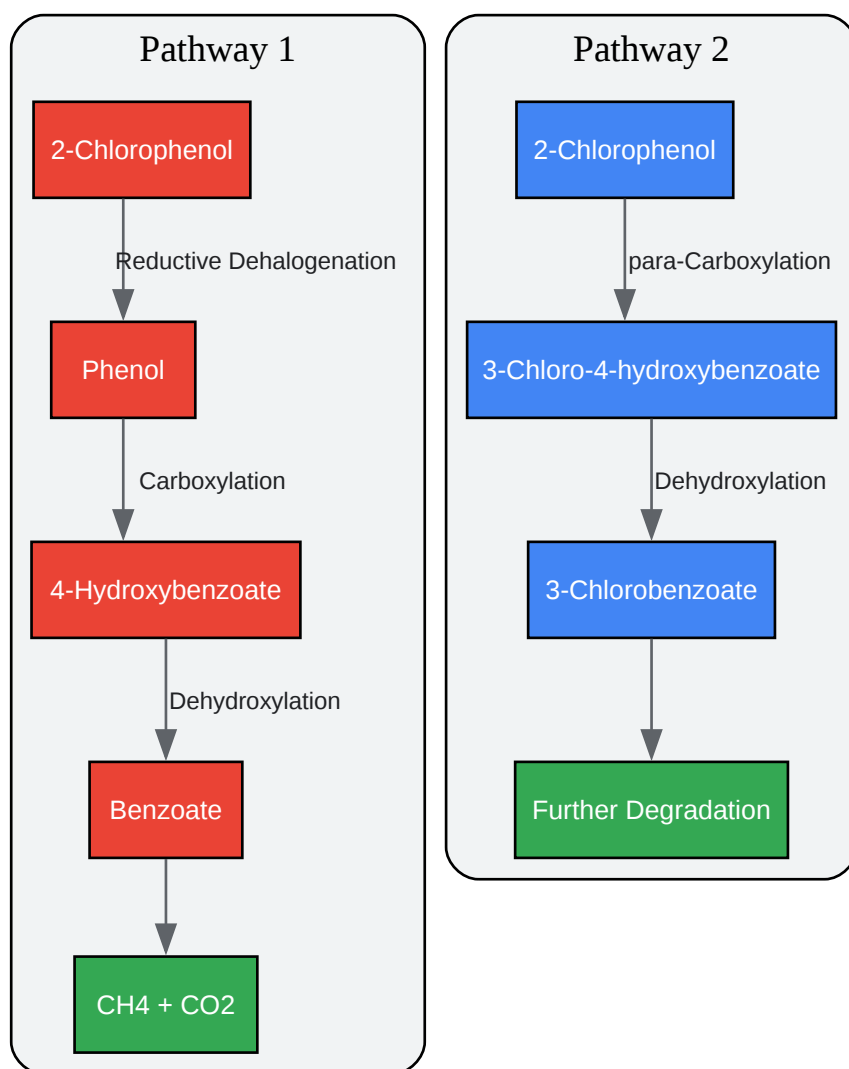 Pathway 1
2-Chlorophenol
Reductive Dehalogenation
Phenol
Carboxylation
4-Hydroxybenzoate
Dehydroxylation
Benzoate
CH4 + CO2
Pathway 2
2-Chlorophenol
para-Carboxylation
3-Chloro-4-hydroxybenzoate
Dehydroxylation
3-Chlorobenzoate
Further Degradation